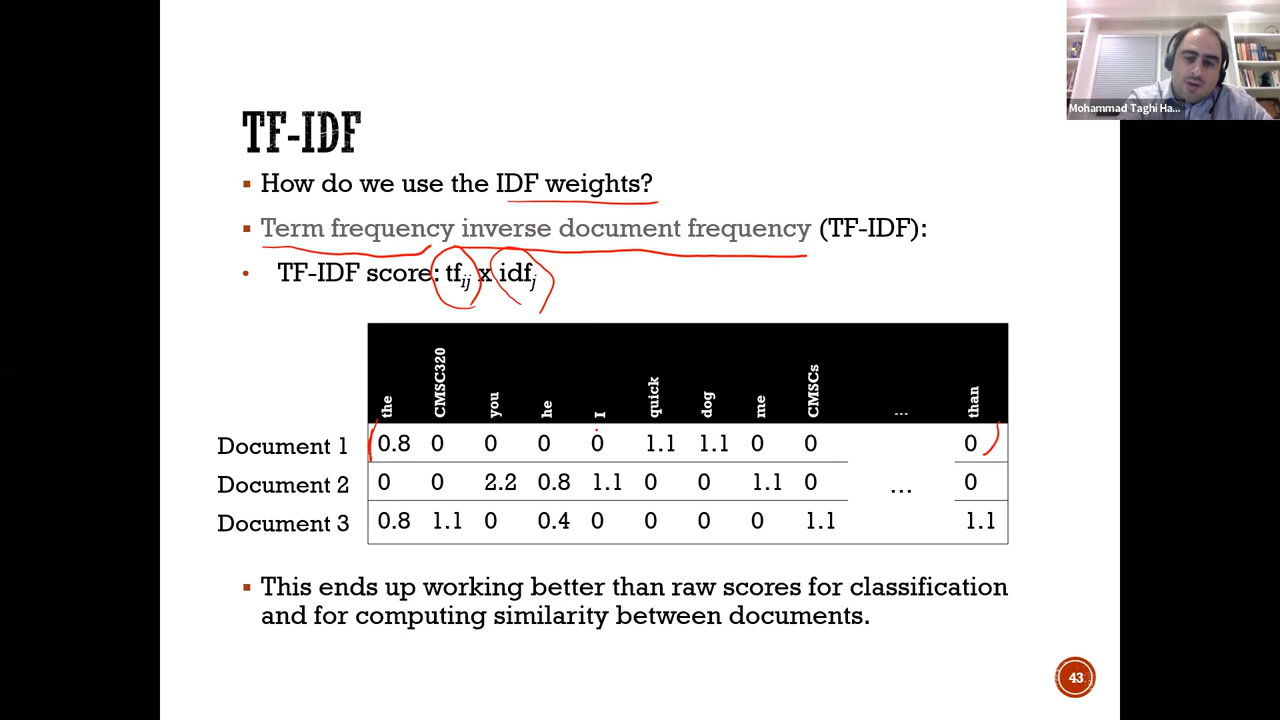 Mohammad Taghi Ha...
TF-IDF
▪ How do we use the IDF weights?
▪ Term frequency inverse document frequency (TF-IDF):
• TF-IDF score: tfij x idfj
the CMSC320 you he I quick dog me CMSCs ... than
Document 1 0.8 0 0 0 0 1.1 1.1 0 0 0
Document 2 0 0 2.2 0.8 1.1 0 0 1.1 0 ... 0
Document 3 0.8 1.1 0 0.4 0 0 0 0 1.1 1.1
▪ This ends up working better than raw scores for classification
and for computing similarity between documents.
43